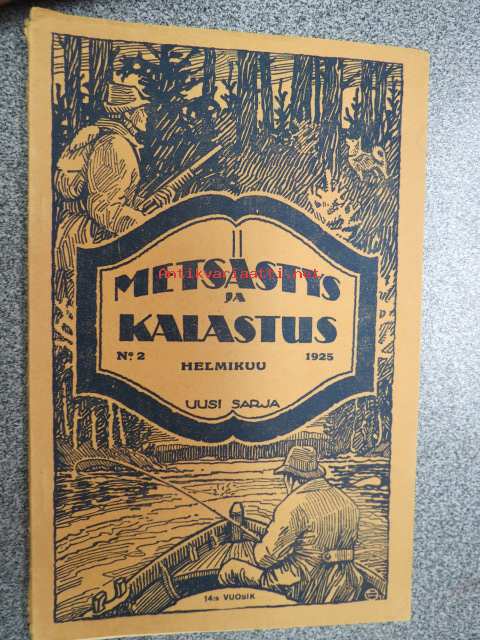 METSÄSTYS
Antikvariaatti.net
JA
KALASTUS
No. 2
1925
HELMIKUU
UUSI SARJA
14:s VUOSIK